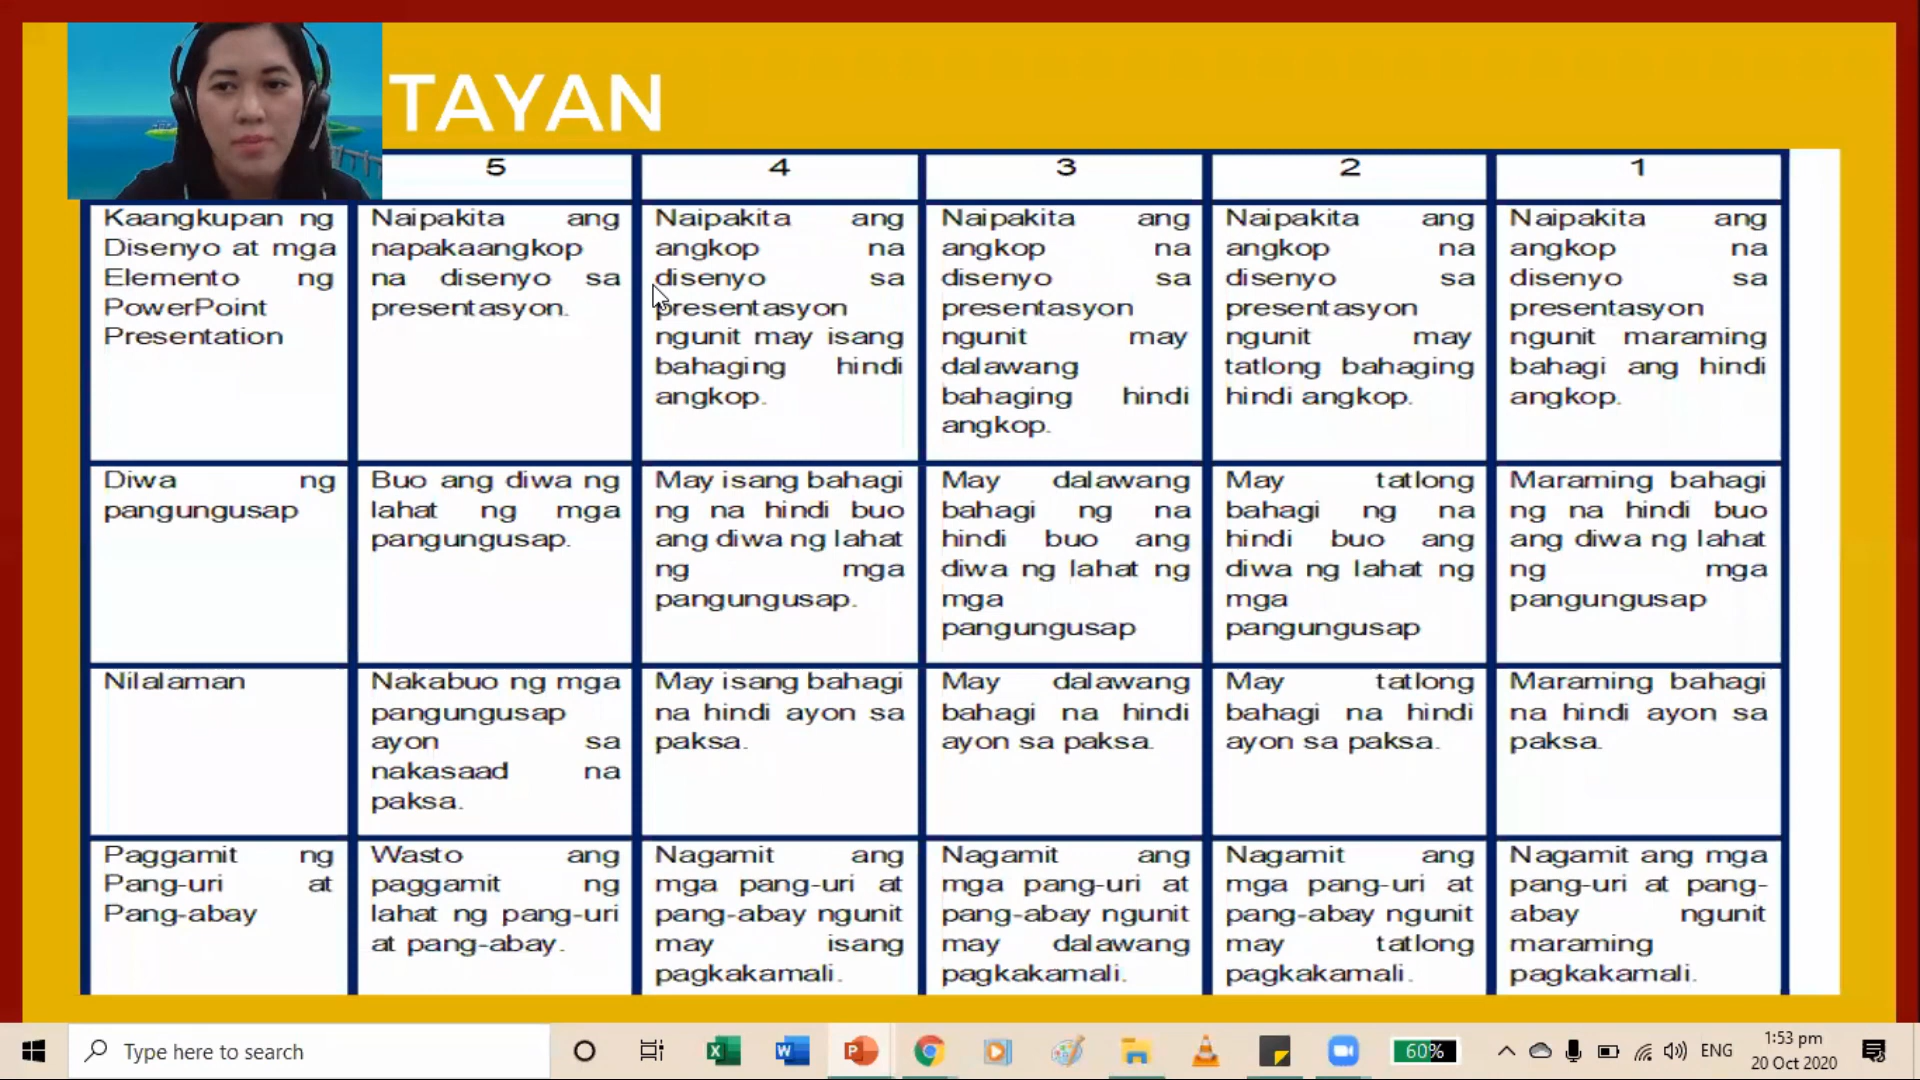 TAYAN
5
4
3
2
1
Kaangkupan ng
Disenyo at mga
Elemento ng
PowerPoint
Presentation
Naipakita ang
napakaangkop
na disenyo sa
presentasyon.
Naipakita ang
angkop na
disenyo sa
presentasyon
ngunit may isang
bahaging hindi
angkop.
Naipakita ang
angkop na
disenyo sa
presentasyon
ngunit may
dalawang
bahaging hindi
angkop.
Naipakita ang
angkop na
disenyo sa
presentasyon
ngunit may
tatlong bahaging
hindi angkop.
Naipakita ang
angkop na
disenyo sa
presentasyon
ngunit maraming
bahagi ang hindi
angkop.
Diwa ng
pangungusap
Buo ang diwa ng
lahat ng mga
pangungusap.
May isang bahagi
ng na hindi buo
ang diwa ng lahat
ng mga
pangungusap.
May dalawang
bahagi ng na
hindi buo ang
diwa ng lahat ng
mga
pangungusap
May tatlong
bahagi ng na
hindi buo ang
diwa ng lahat ng
mga
pangungusap
Maraming bahagi
ng na hindi buo
ang diwa ng lahat
ng mga
pangungusap
Nilalaman
Nakabuo ng mga
pangungusap
ayon sa
nakasaad na
paksa.
May isang bahagi
na hindi ayon sa
paksa.
May dalawang
bahagi na hindi
ayon sa paksa.
May tatlong
bahagi na hindi
ayon sa paksa.
Maraming bahagi
na hindi ayon sa
paksa.
Paggamit ng
Pang-uri at
Pang-abay
Wasto ang
paggamit ng
lahat ng pang-uri
at pang-abay.
Nagamit ang
mga pang-uri at
pang-abay ngunit
may isang
pagkakamali.
Nagamit ang
mga pang-uri at
pang-abay ngunit
may dalawang
pagkakamali.
Nagamit ang
mga pang-uri at
pang-abay ngunit
may tatlong
pagkakamali.
Nagamit ang mga
pang-uri at pang-
abay ngunit
maraming
pagkakamali.
Type here to search
60%
ENG
1:53 pm
20 Oct 2020